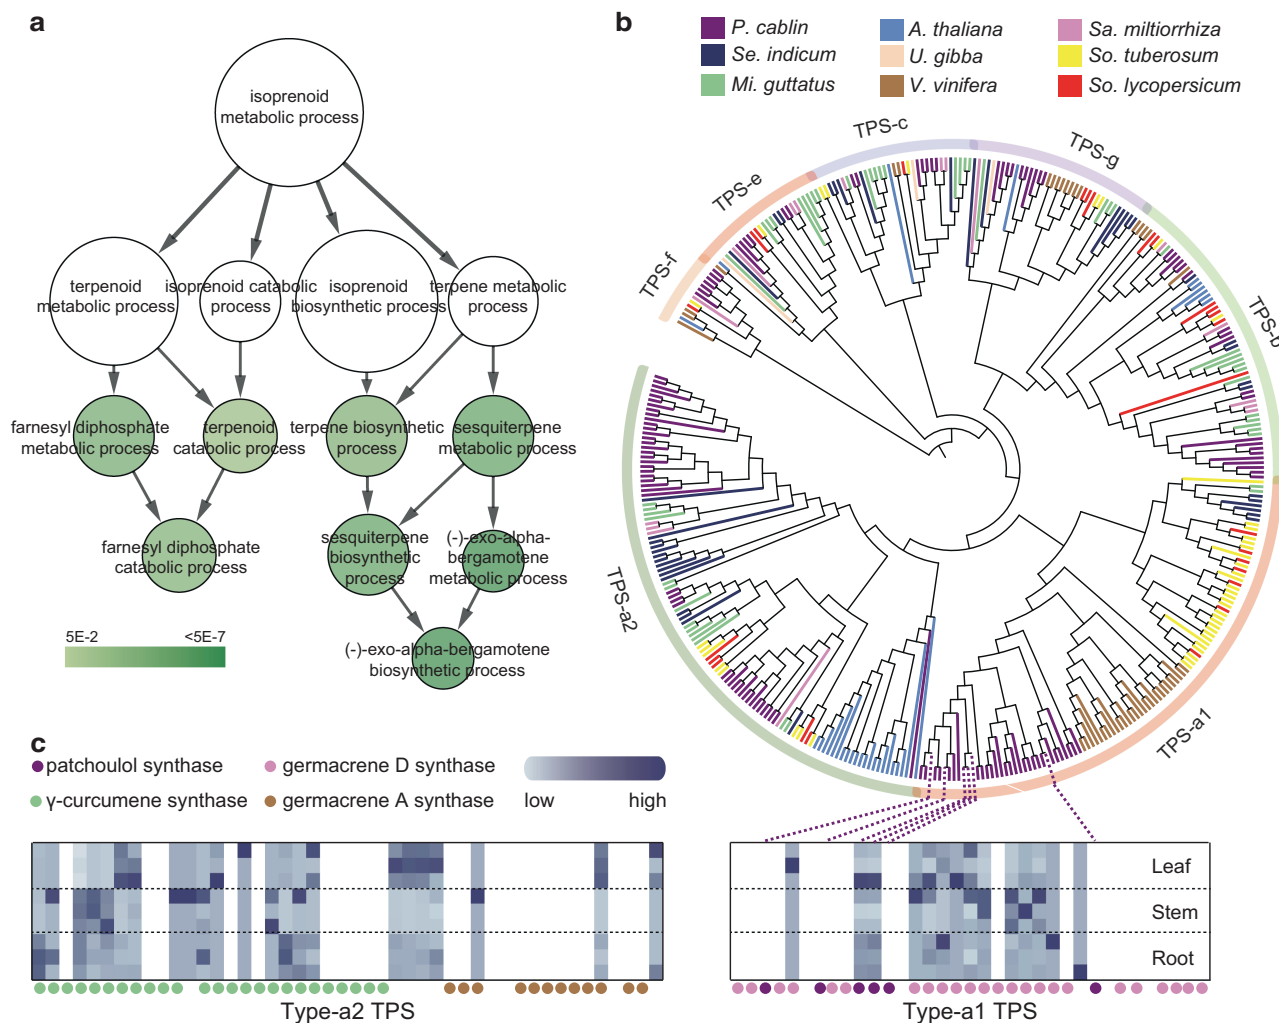 a
isoprenoid
metabolic process
terpenoid
metabolic process
isoprenoid catabolic
process
isoprenoid
biosynthetic process
terpene metabolic
process
farnesyl diphosphate
metabolic process
terpenoid
catabolic process
terpene biosynthetic
process
sesquiterpene
metabolic process
farnesyl diphosphate
catabolic process
sesquiterpene
biosynthetic
process
(-)-exo-alpha-
bergamotene
metabolic process
(-)-exo-alpha-bergamotene
biosynthetic process
5E-2
<5E-7
b
P. cablin
Se. indicum
Mi. guttatus
A. thaliana
U. gibba
V. vinifera
Sa. miltiorrhiza
So. tuberosum
So. lycopersicum
TPS-f
TPS-e
TPS-c
TPS-g
TPS-b
TPS-a1
TPS-a2
c
patchoulol synthase
germacrene D synthase
γ-curcumene synthase
germacrene A synthase
low
high
Leaf
Stem
Root
Type-a2 TPS
Type-a1 TPS